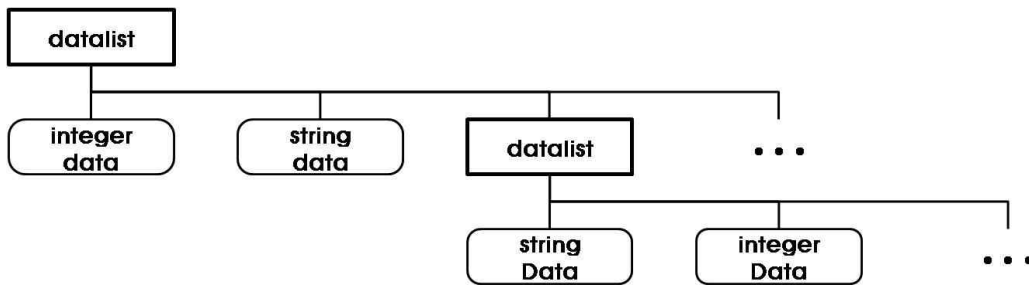 datalist
integer
data
string
data
datalist
...
string
Data
integer
Data
...